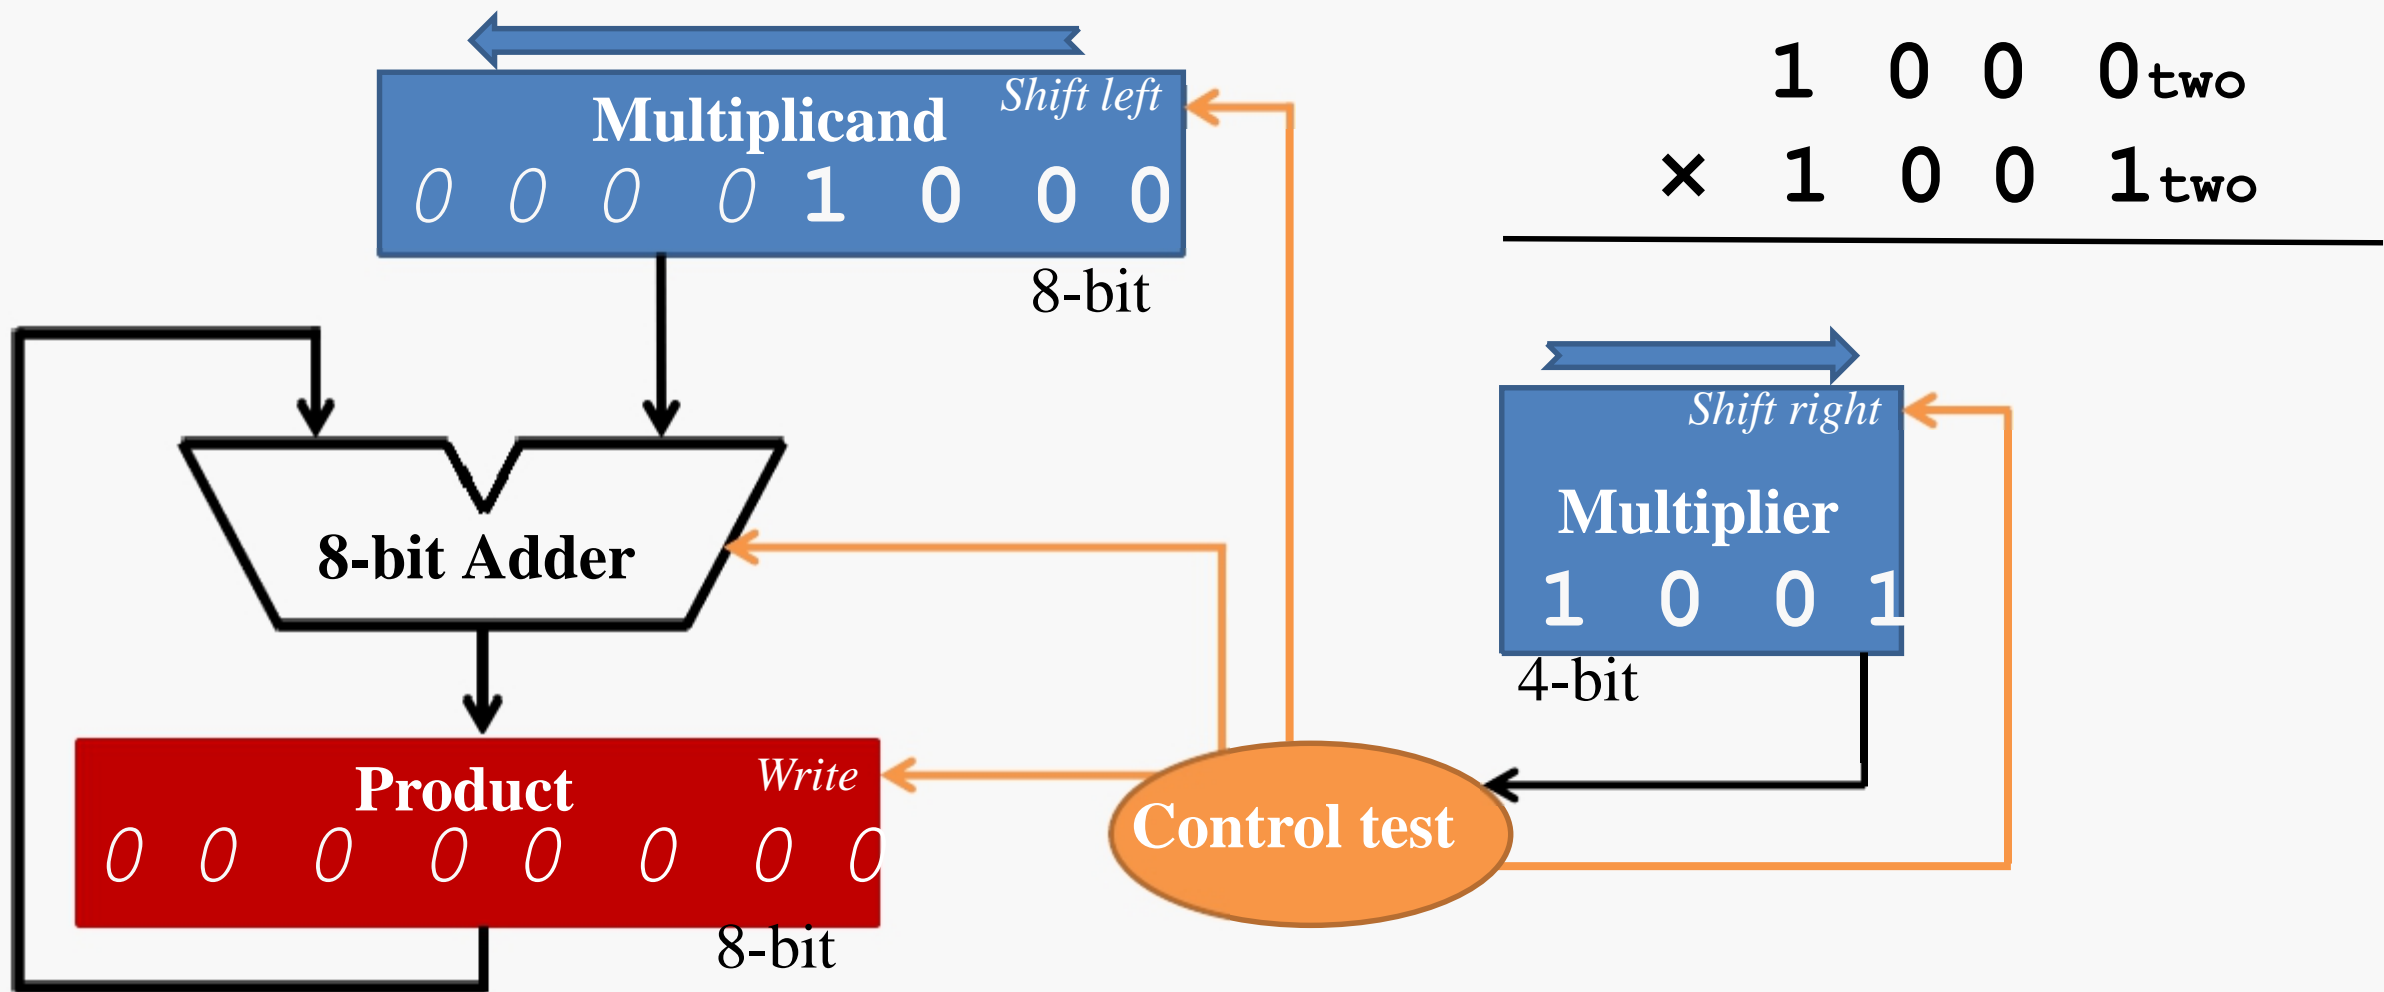 1 0 0 0two
× 1 0 0 1two
Shift left
Multiplicand
0 0 0 0 1 0 0 0
8-bit
Shift right
Multiplier
1 0 0 1
4-bit
8-bit Adder
Write
Product
0 0 0 0 0 0 0 0
8-bit
Control test